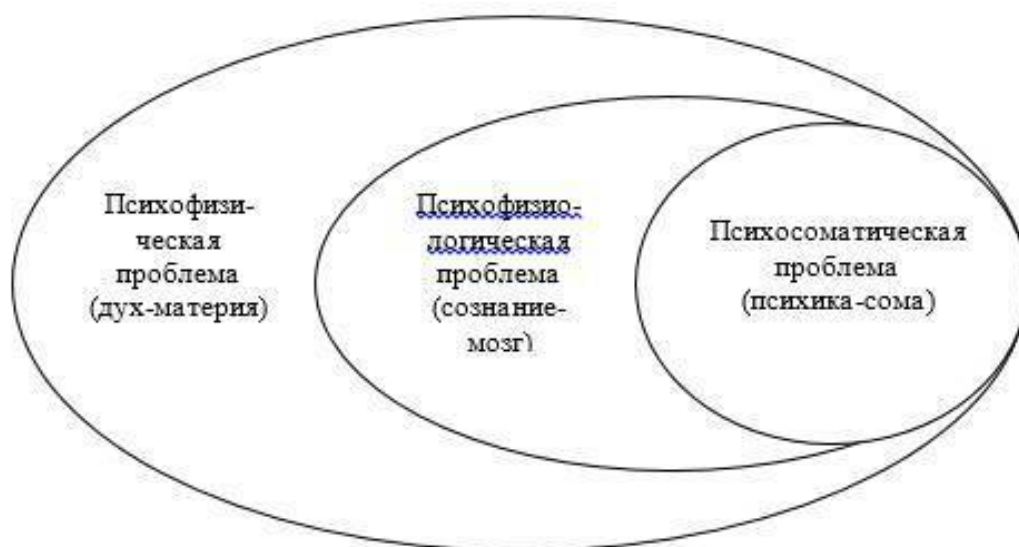 Психофизи-
ческая
проблема
(дух-материя)
Психофизио-
логическая
проблема
(сознание-
мозг)
Психосоматическая
проблема
(психика-сома)